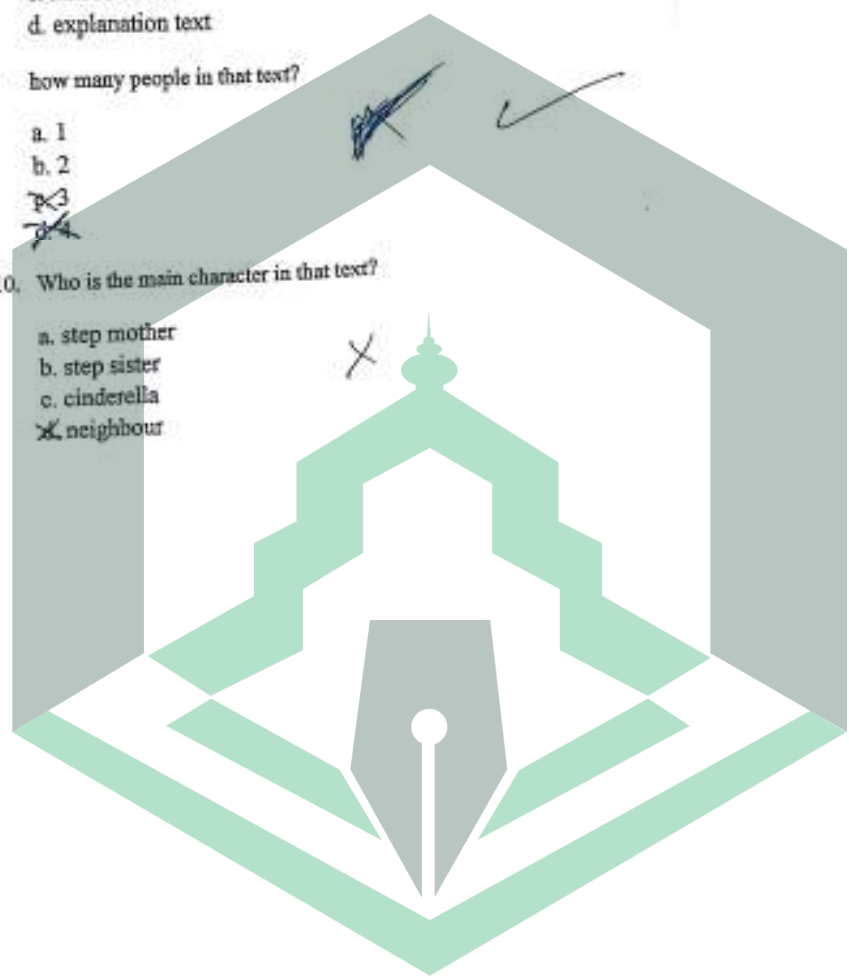 d. explanation text
how many people in that text?
a. 1
b. 2
3
10. Who is the main character in that text?
a. step mother
b. step sister
c. cinderella
neighbour